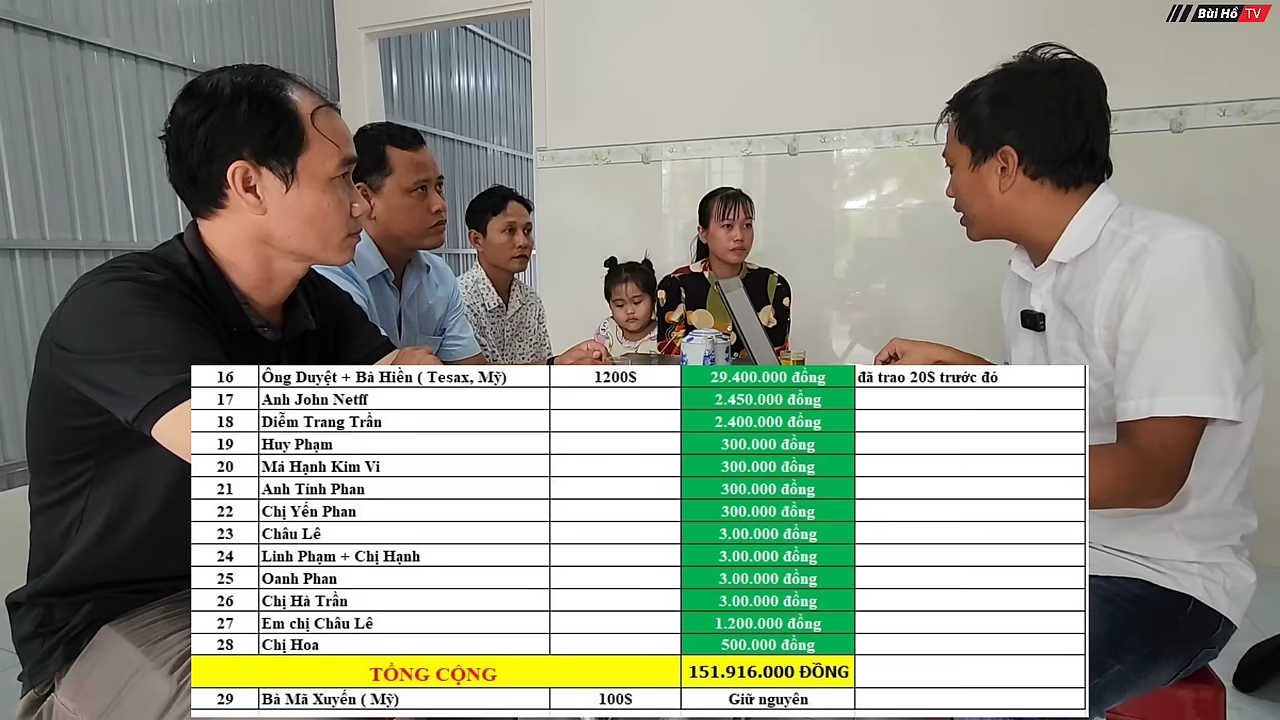 Bùi Hồ TV
16 Ông Duyệt + Bà Hiền ( Tesax, Mỹ) 1200$ 29.400.000 đồng đã trao 20$ trước đó
17 Anh John Netff 2.450.000 đồng
18 Diễm Trang Trần 2.400.000 đồng
19 Huy Phạm 300.000 đồng
20 Má Hạnh Kim Vi 300.000 đồng
21 Anh Tính Phan 300.000 đồng
22 Chị Yến Phan 300.000 đồng
23 Châu Lê 3.00.000 đồng
24 Linh Phạm + Chị Hạnh 3.00.000 đồng
25 Oanh Phan 3.00.000 đồng
26 Chị Hà Trần 3.00.000 đồng
27 Em chị Châu Lê 1.200.000 đồng
28 Chị Hoa 500.000 đồng
TỔNG CỘNG 151.916.000 ĐỒNG
29 Bà Mã Xuyến ( Mỹ) 100$ Giữ nguyên